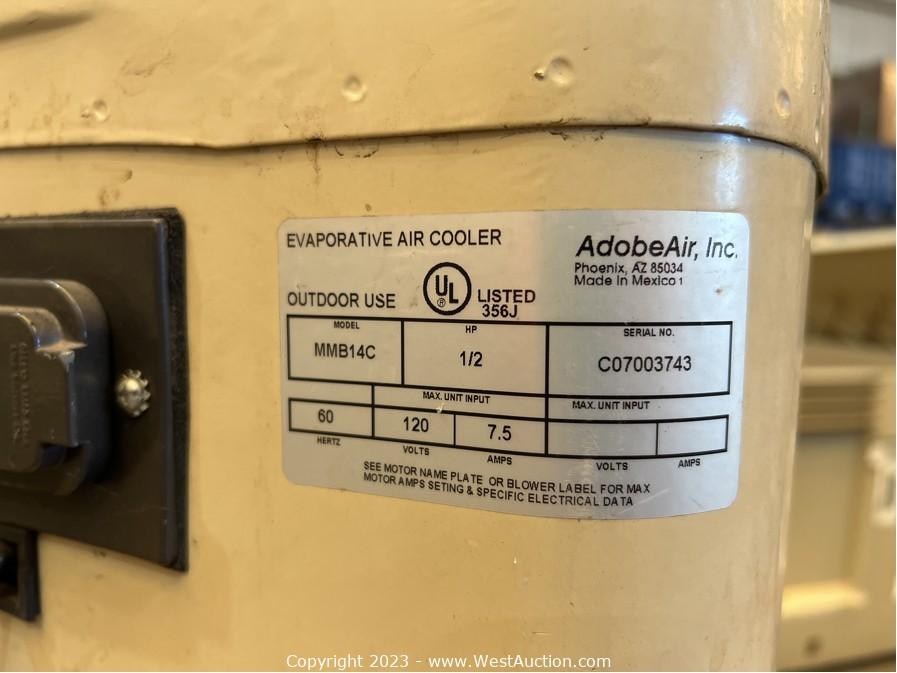 EVAPORATIVE AIR COOLER
AdobeAir, Inc.
Phoenix, AZ 85034
Made in Mexico 1
OUTDOOR USE
UL
®
LISTED
356J
MODEL
HP
SERIAL NO.
MMB14C
1/2
C07003743
MAX. UNIT INPUT
MAX. UNIT INPUT
60
120
7.5
HERTZ
VOLTS
AMPS
VOLTS
AMPS
SEE MOTOR NAME PLATE OR BLOWER LABEL FOR MAX
MOTOR AMPS SETING & SPECIFIC ELECTRICAL DATA
Copyright 2023 - www.WestAuction.com